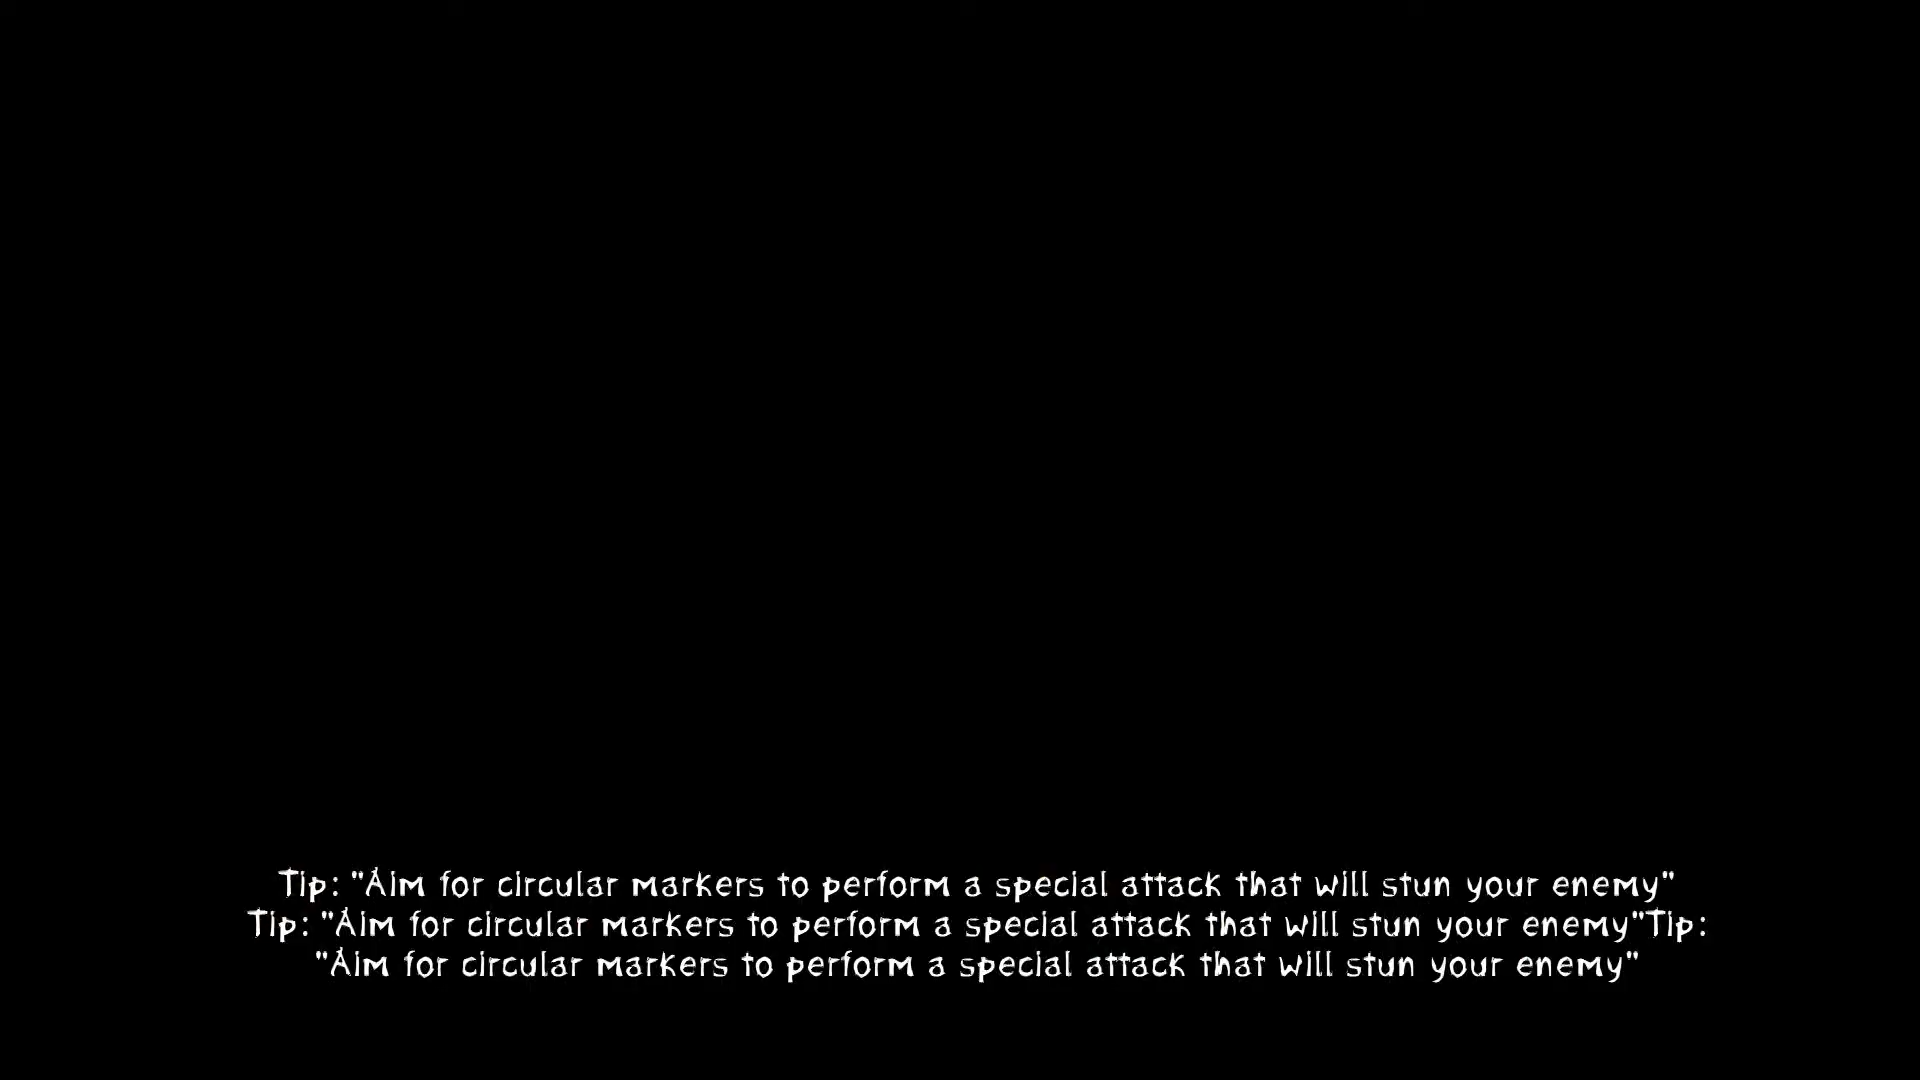 Tip: "Aim for circular markers to perform a special attack that will stun your enemy"
Tip: "Aim for circular markers to perform a special attack that will stun your enemy"Tip:
"Aim for circular markers to perform a special attack that will stun your enemy"